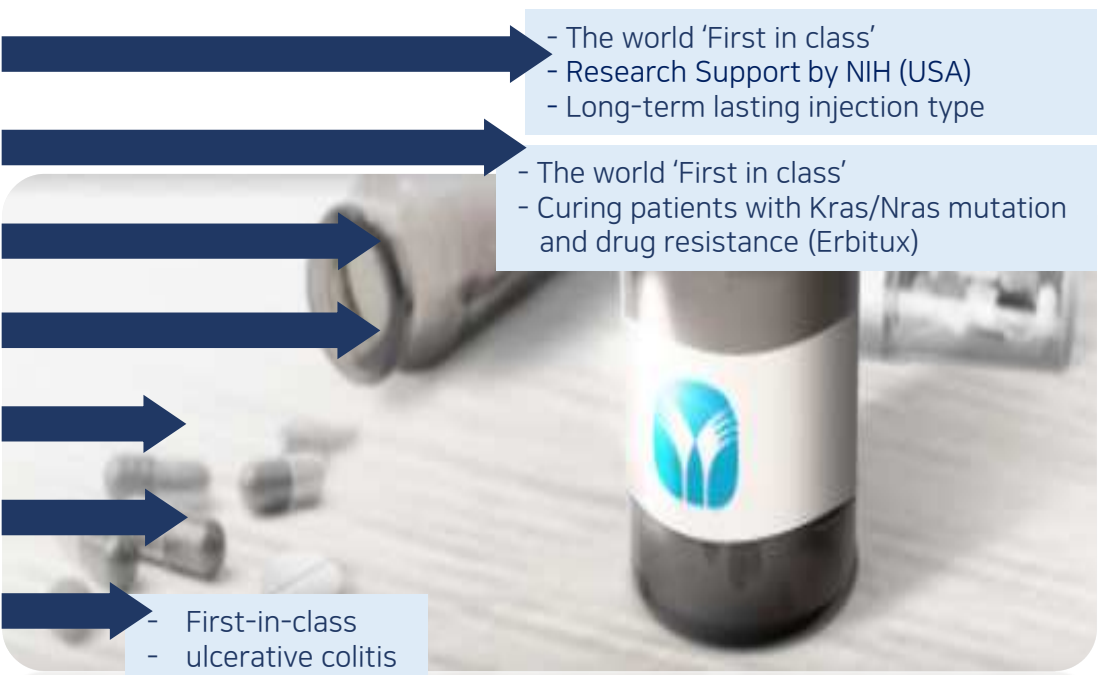 - The world ‘First in class’
- Research Support by NIH (USA)
- Long-term lasting injection type
- The world ‘First in class’
- Curing patients with Kras/Nras mutation
and drug resistance (Erbitux)
- First-in-class
- ulcerative colitis